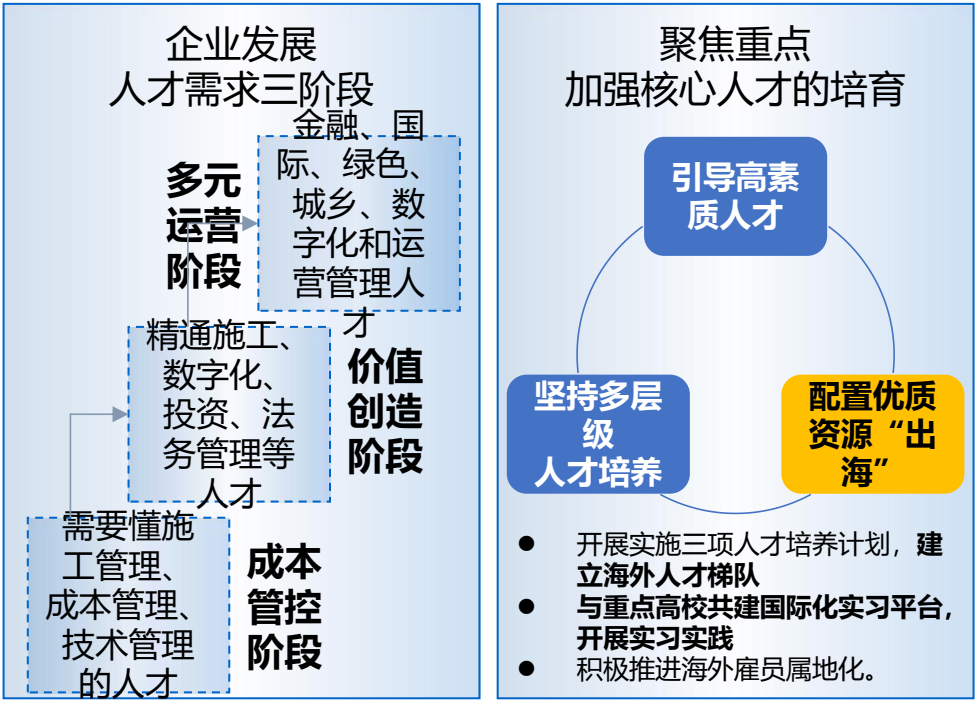 企业发展
人才需求三阶段
金融、国
际、绿色、
城乡、数
字化和运
营管理人
才
多元
运营
阶段
精通施工、
数字化、
投资、法
务管理等
人才
价值
创造
阶段
需要懂施
工管理、
成本管理、
技术管理
的人才
成本
管控
阶段
聚焦重点
加强核心人才的培育
引导高素
质人才
坚持多层
级
人才培养
配置优质
资源“出
海”
● 开展实施三项人才培养计划，建
立海外人才梯队
● 与重点高校共建国际化实习平台，
开展实习实践
● 积极推进海外雇员属地化。